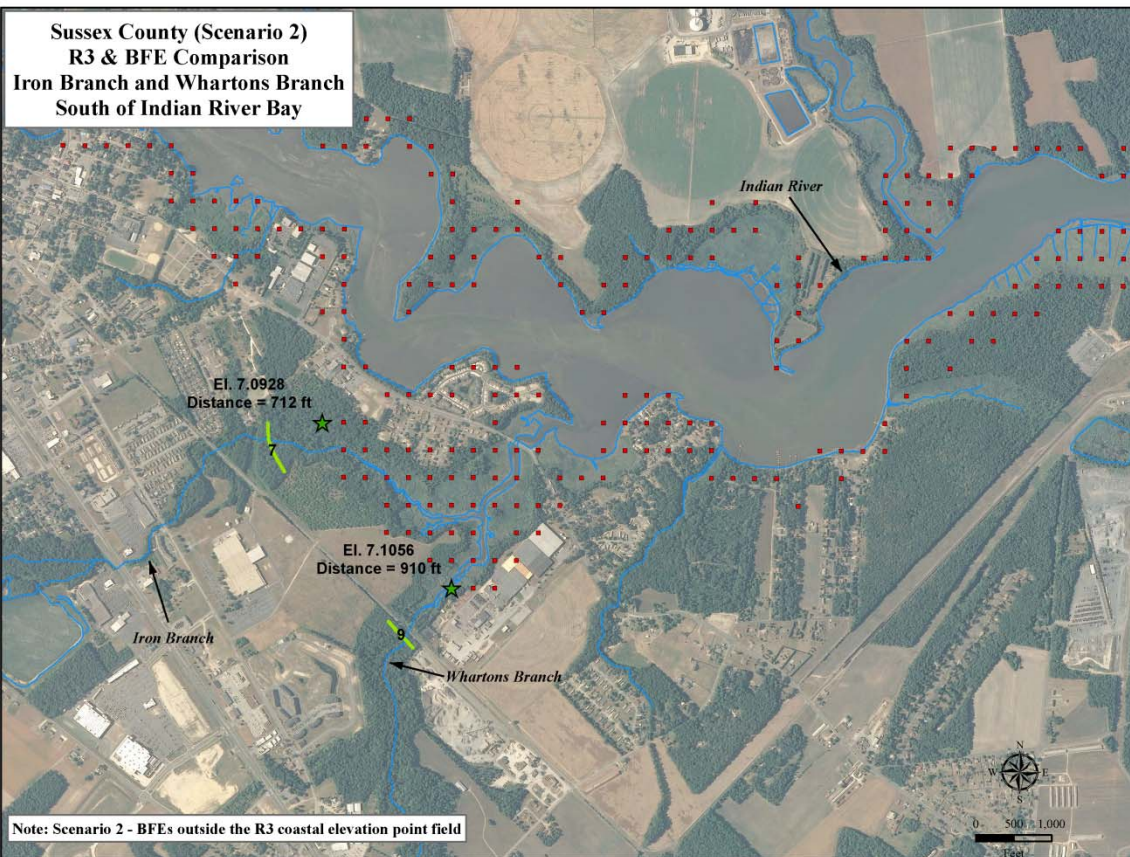 Sussex County (Scenario 2)
R3 & BFE Comparison
Iron Branch and Whartons Branch
South of Indian River Bay
Indian River
El. 7.0928
Distance = 712 ft
7
El. 7.1056
Distance = 910 ft
Iron Branch
9
Whartons Branch
N
W E
S
0 500 1,000
Feet
Note: Scenario 2 - BFEs outside the R3 coastal elevation point field